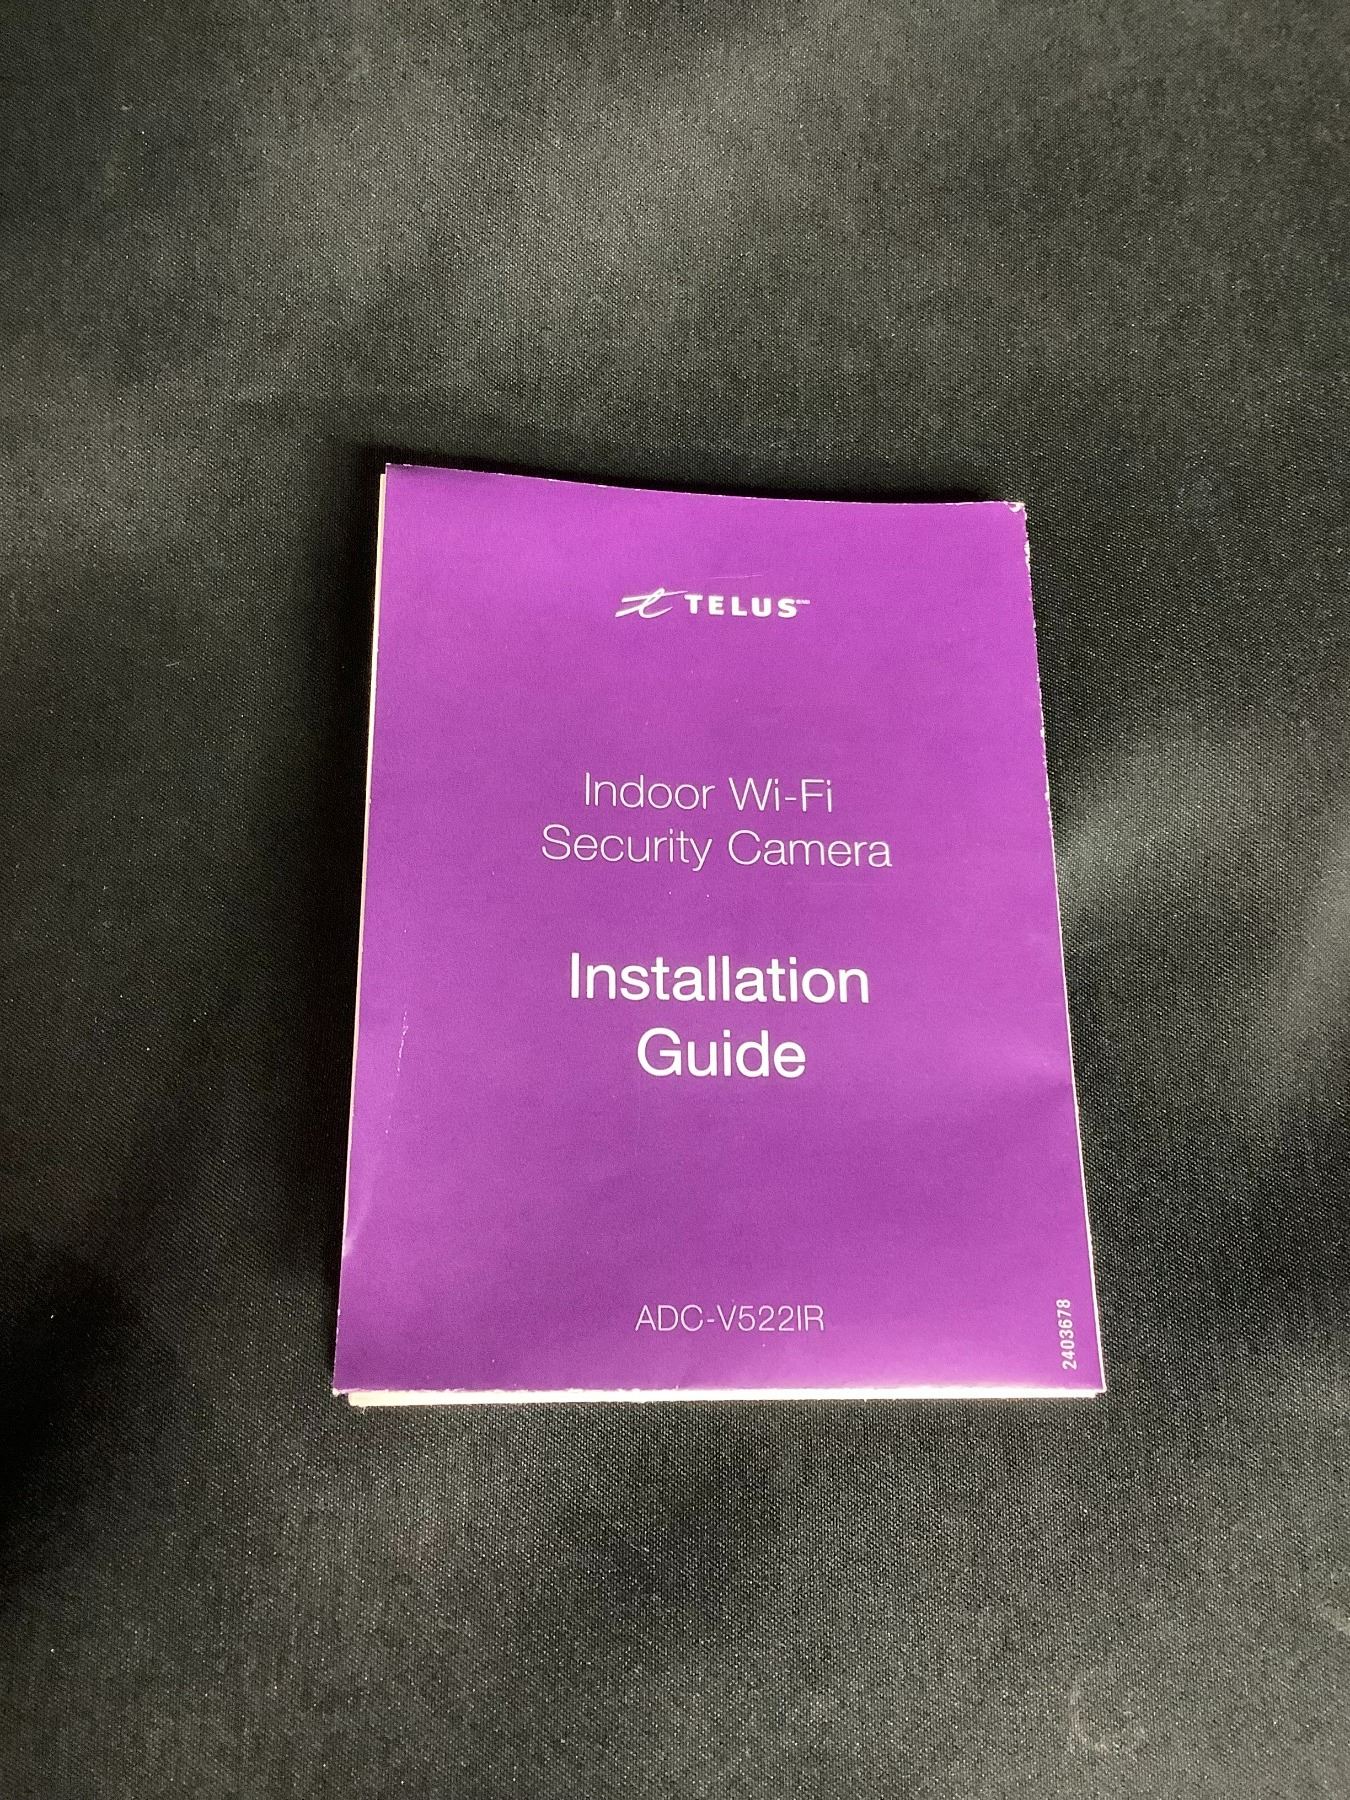 TELUS
Indoor Wi-Fi
Security Camera
Installation
Guide
ADC-V522IR
2403678